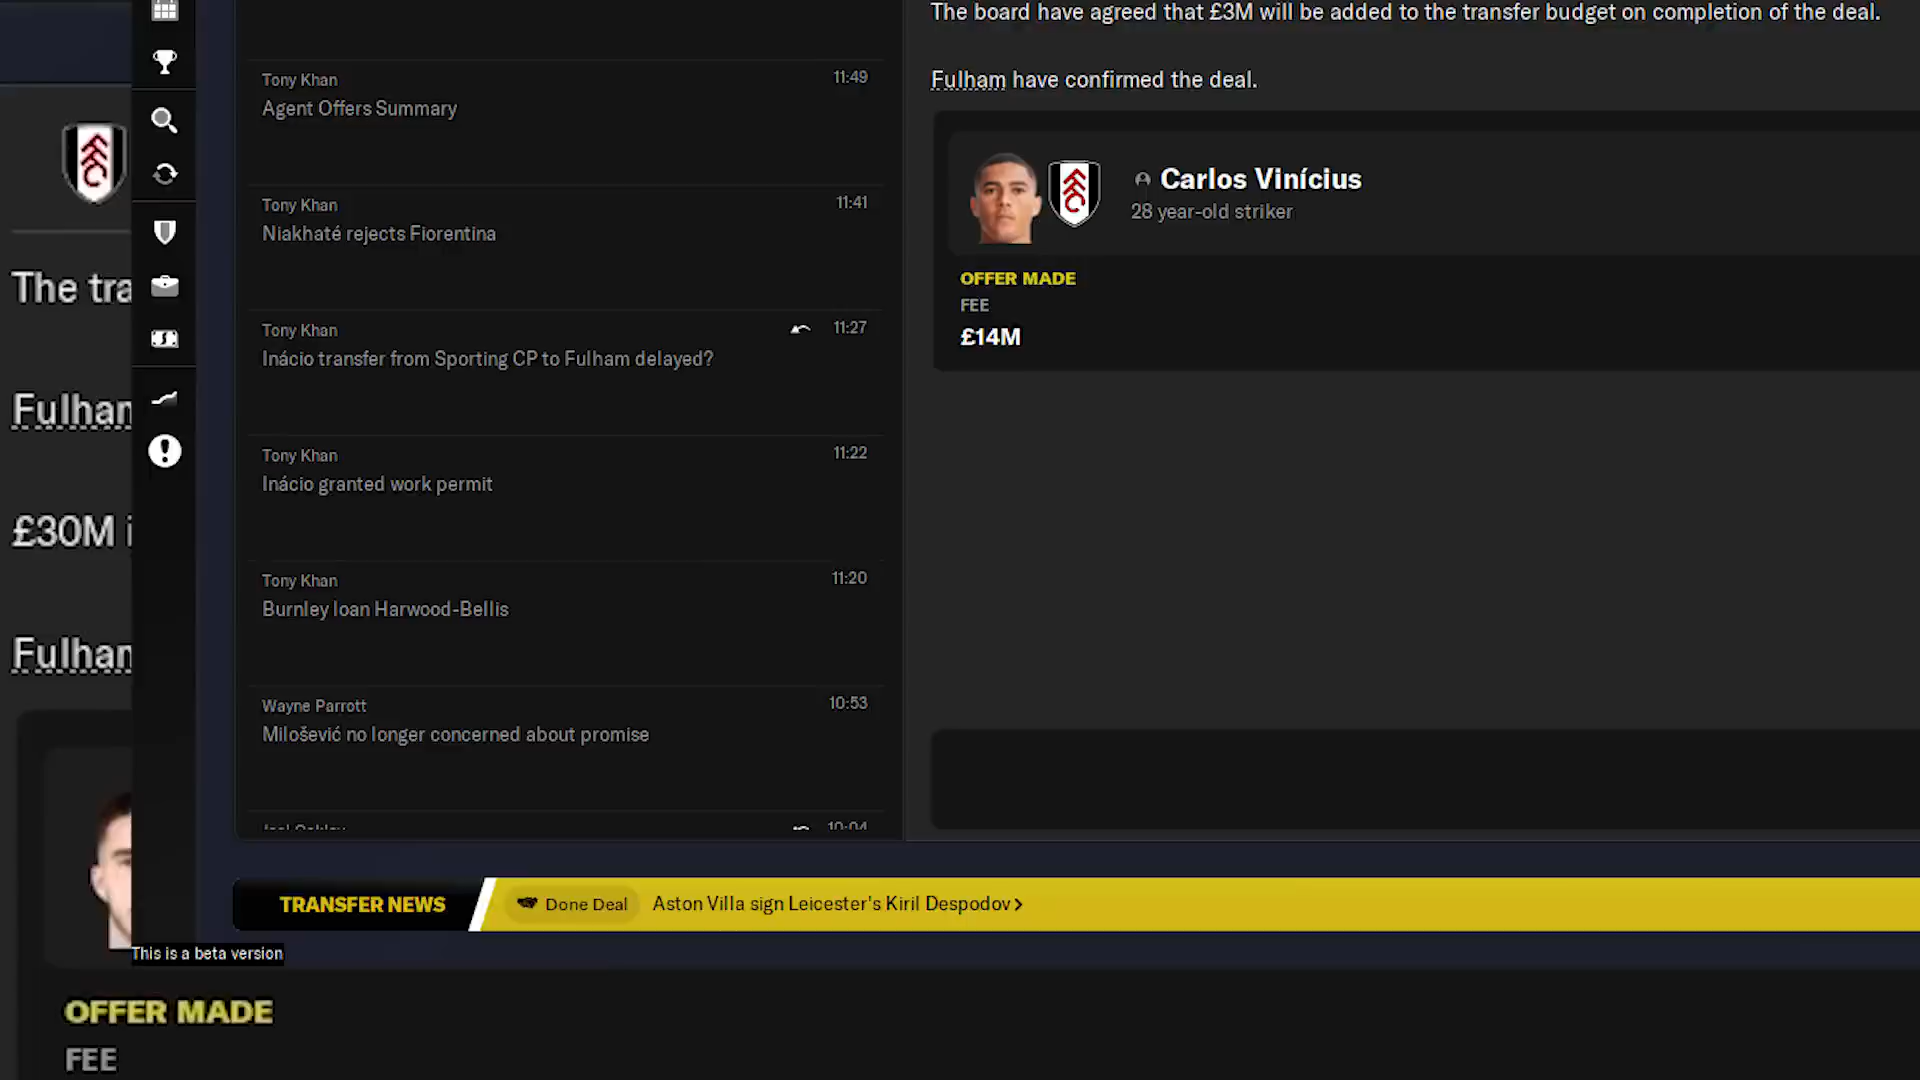 The board have agreed that £3M will be added to the transfer budget on completion of the deal.
Fulham have confirmed the deal.
Carlos Vinícius
28 year-old striker
OFFER MADE
FEE
£14M
Tony Khan
11:49
Agent Offers Summary
Tony Khan
11:41
Niakhaté rejects Fiorentina
Tony Khan
11:27
Inácio transfer from Sporting CP to Fulham delayed?
Tony Khan
11:22
Inácio granted work permit
Tony Khan
11:20
Burnley loan Harwood-Bellis
Wayne Parrott
10:53
Milošević no longer concerned about promise
10:04
TRANSFER NEWS
Done Deal
Aston Villa sign Leicester's Kiril Despodov
This is a beta version
The tra
Fulham
£30M i
Fulham
OFFER MADE
FEE